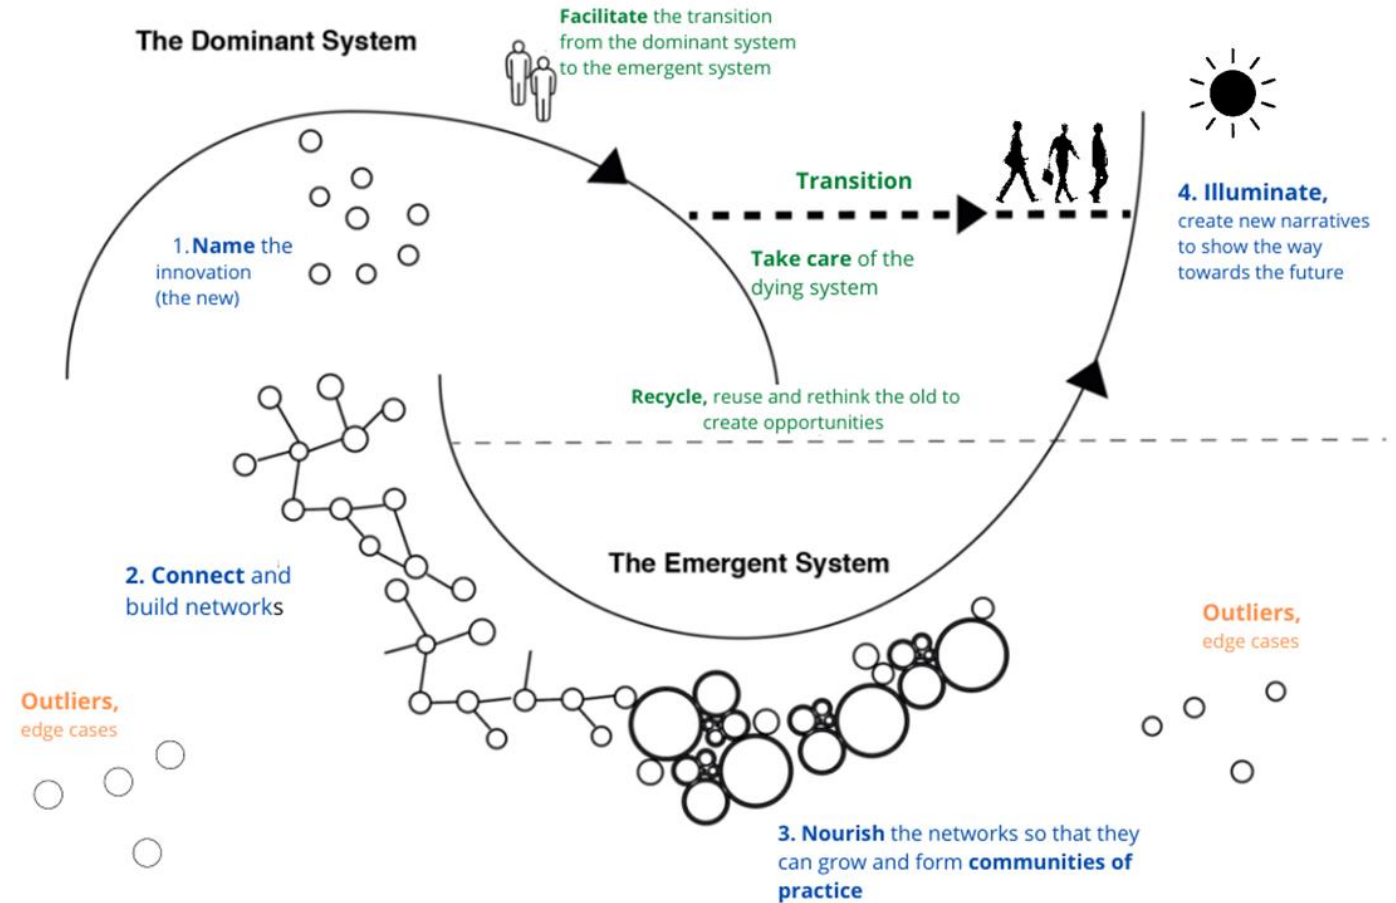 The Dominant System
Facilitate the transition
from the dominant system
to the emergent system
1. Name the
innovation
(the new)
Transition
Take care of the
dying system
4. Illuminate,
create new narratives
to show the way
towards the future
Recycle, reuse and rethink the old to
create opportunities
2. Connect and
build networks
The Emergent System
Outliers,
edge cases
Outliers,
edge cases
3. Nourish the networks so that they
can grow and form communities of
practice